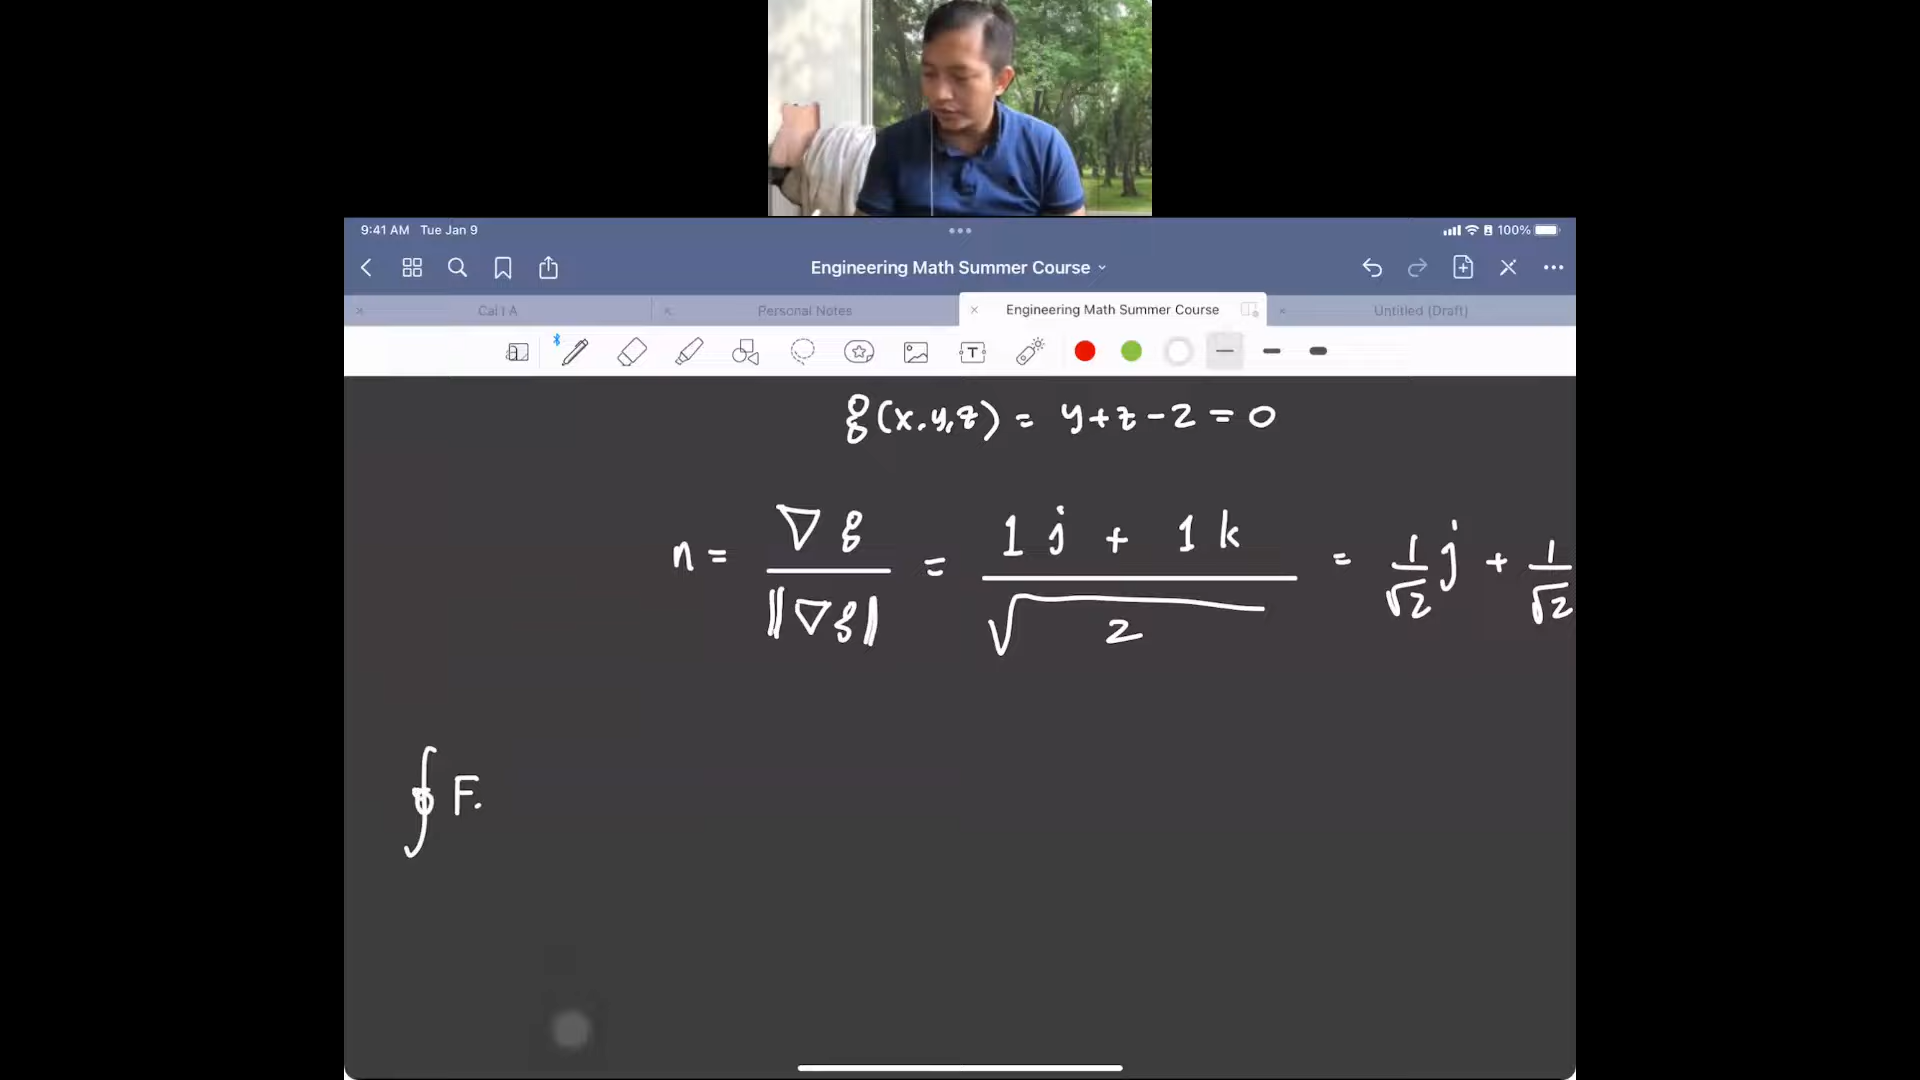 9:41 AM Tue Jan 9
100%
Engineering Math Summer Course
Cal I A
Personal Notes
Engineering Math Summer Course
Untitled (Draft)
T
g(x,y,z) = y+z-2=0
n = ∇g / ||∇g|| = (1j + 1k) / √2 = 1/√2 j + 1/√2
∮ F.